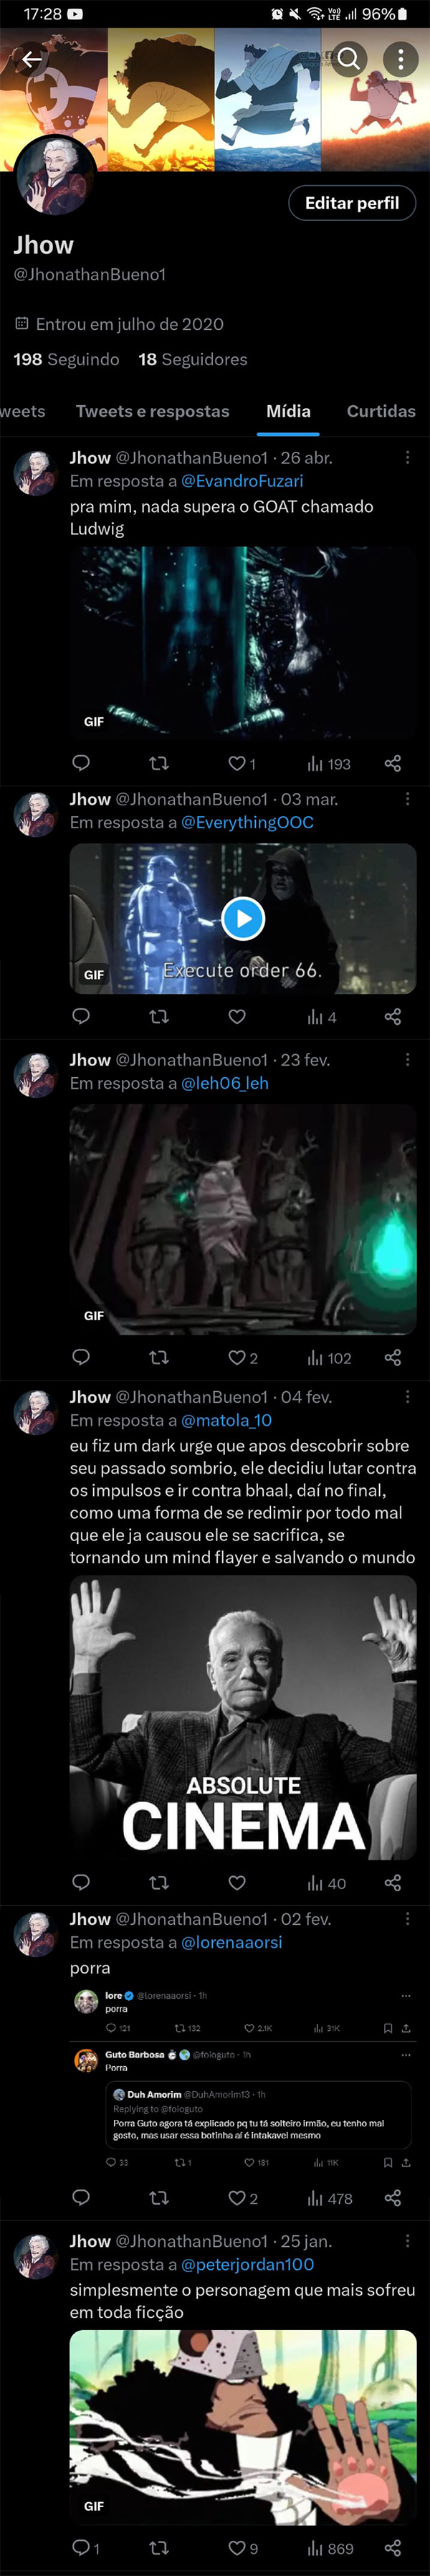 17:28
Vo))
LTE
96%
Editar perfil
Jhow
@JhonathanBueno1
Entrou em julho de 2020
198 Seguindo 18 Seguidores
weets Tweets e respostas Mídia Curtidas
Jhow @JhonathanBueno1 · 26 abr.
Em resposta a @EvandroFuzari
pra mim, nada supera o GOAT chamado
Ludwig
GIF
1 193
Jhow @JhonathanBueno1 · 03 mar.
Em resposta a @EverythingOOC
Execute order 66.
GIF
4
Jhow @JhonathanBueno1 · 23 fev.
Em resposta a @leh06_leh
GIF
2 102
Jhow @JhonathanBueno1 · 04 fev.
Em resposta a @matola_10
eu fiz um dark urge que apos descobrir sobre
seu passado sombrio, ele decidiu lutar contra
os impulsos e ir contra bhaal, daí no final,
como uma forma de se redimir por todo mal
que ele ja causou ele se sacrifica, se
tornando um mind flayer e salvando o mundo
ABSOLUTE
CINEMA
40
Jhow @JhonathanBueno1 · 02 fev.
Em resposta a @lorenaaorsi
porra
lore @lorenaaorsi · 1h
porra
121 132 2.1K 31K
Guto Barbosa @fologuto · 1h
Porra
Duh Amorim @DuhAmorim13 · 1h
Replying to @fologuto
Porra Guto agora tá explicado pq tu tá solteiro irmão, eu tenho mal
gosto, mas usar essa botinha aí é intakavel mesmo
33 1 181 11K
2 478
Jhow @JhonathanBueno1 · 25 jan.
Em resposta a @peterjordan100
simplesmente o personagem que mais sofreu
em toda ficção
GIF
1 9 869